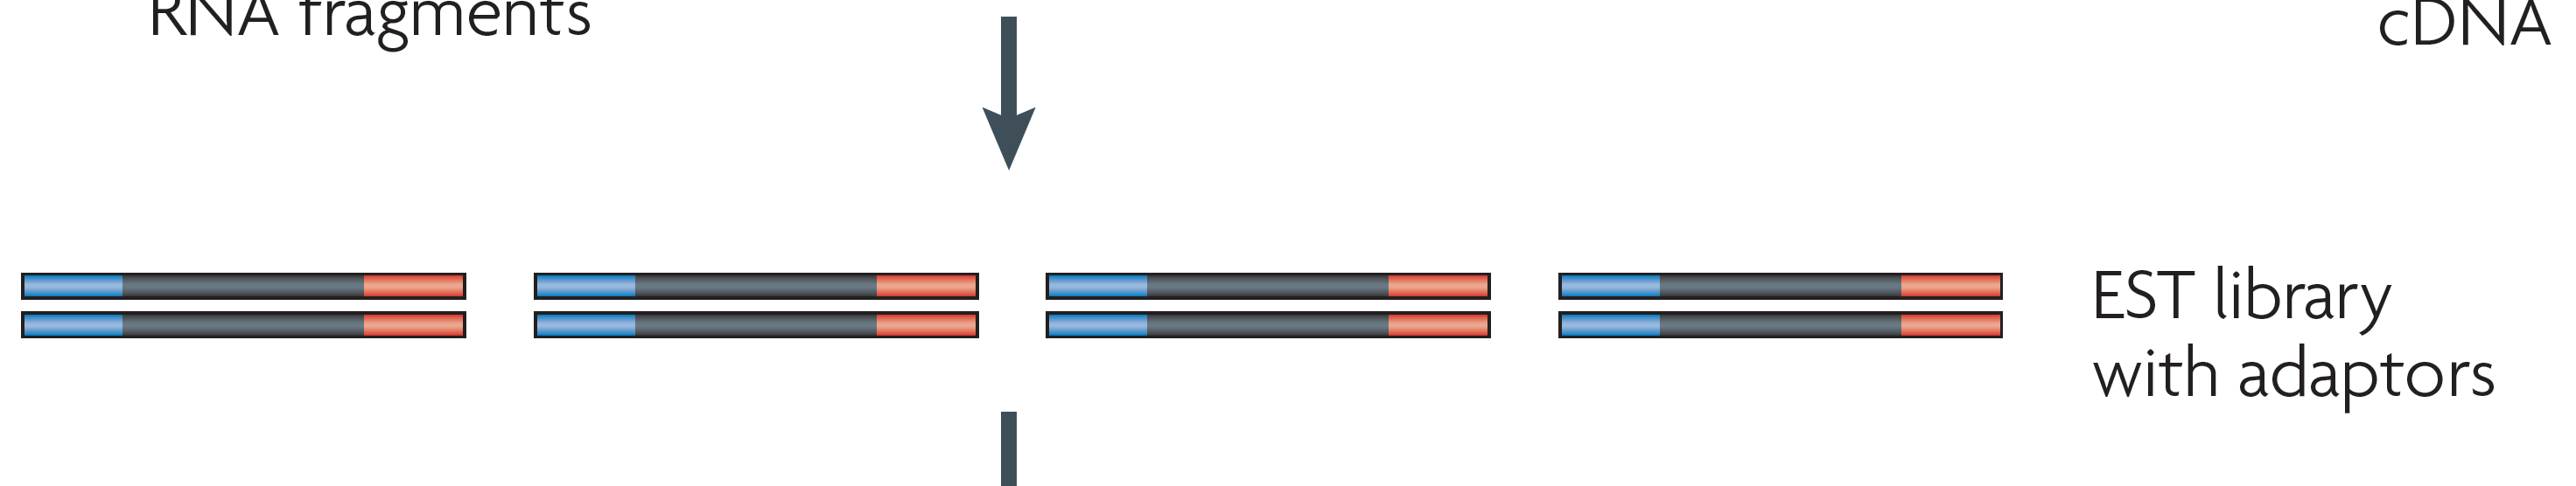 RNA fragments
cDNA
EST library
with adaptors